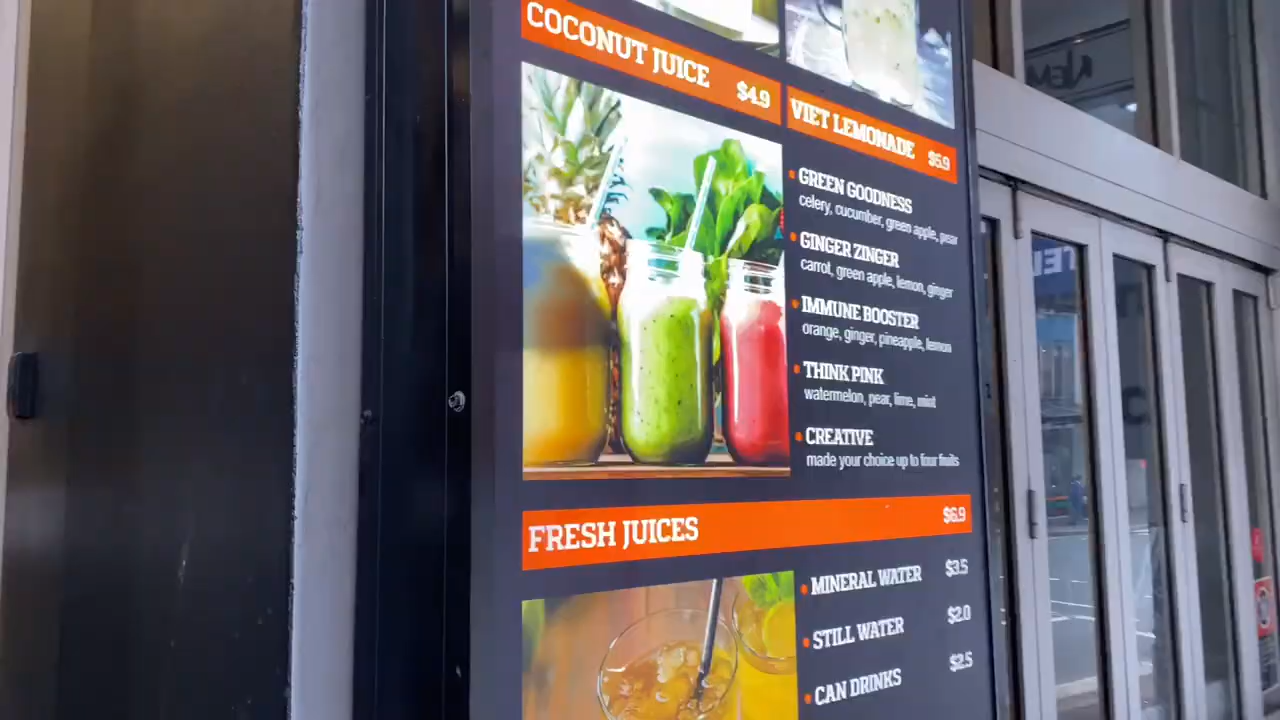 COCONUT JUICE $4.9
VIET LEMONADE $5.9
GREEN GOODNESS
celery, cucumber, green apple, pear
GINGER ZINGER
carrot, green apple, lemon, ginger
IMMUNE BOOSTER
orange, ginger, pineapple, lemon
THINK PINK
watermelon, pear, lime, mint
CREATIVE
made your choice up to four fruits
FRESH JUICES $6.9
MINERAL WATER $3.5
STILL WATER $2.0
CAN DRINKS $2.5